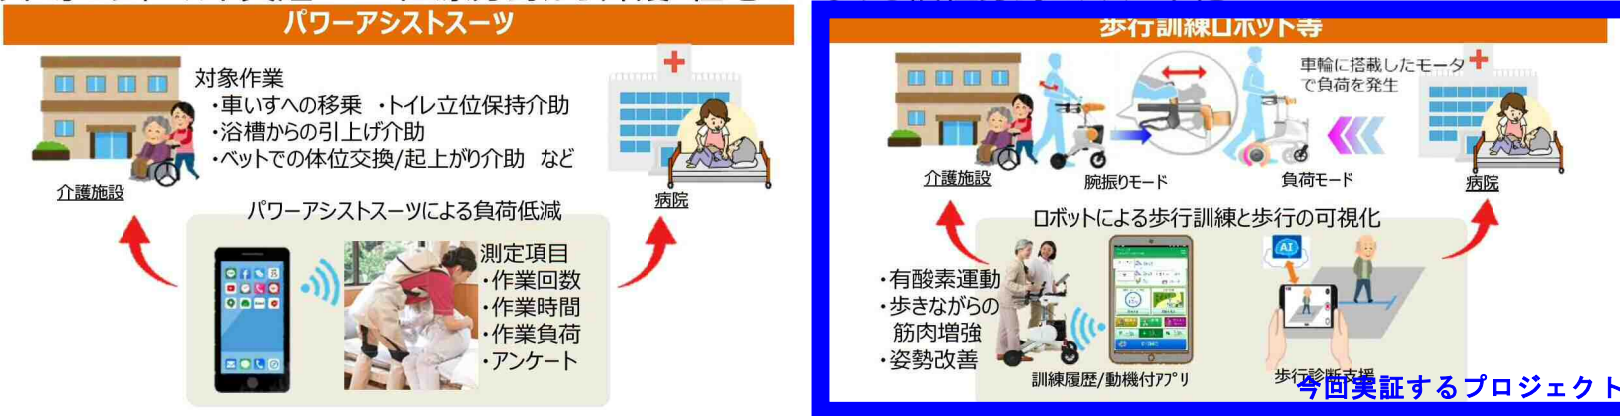 パワーアシストスーツ
対象作業
・車いすへの移乗 ・トイレ立位保持介助
・浴槽からの引上げ介助
・ベットでの体位交換/起上がり介助 など
介護施設
病院
パワーアシストスーツによる負荷低減
測定項目
・作業回数
・作業時間
・作業負荷
・アンケート
歩行訓練ロボット等
車輪に搭載したモータ
で負荷を発生
介護施設
腕振りモード
負荷モード
病院
ロボットによる歩行訓練と歩行の可視化
AI
・有酸素運動
・歩きながらの
筋肉増強
・姿勢改善
訓練履歴/動機付アプリ
歩行診断支援
今回実証するプロジェクト